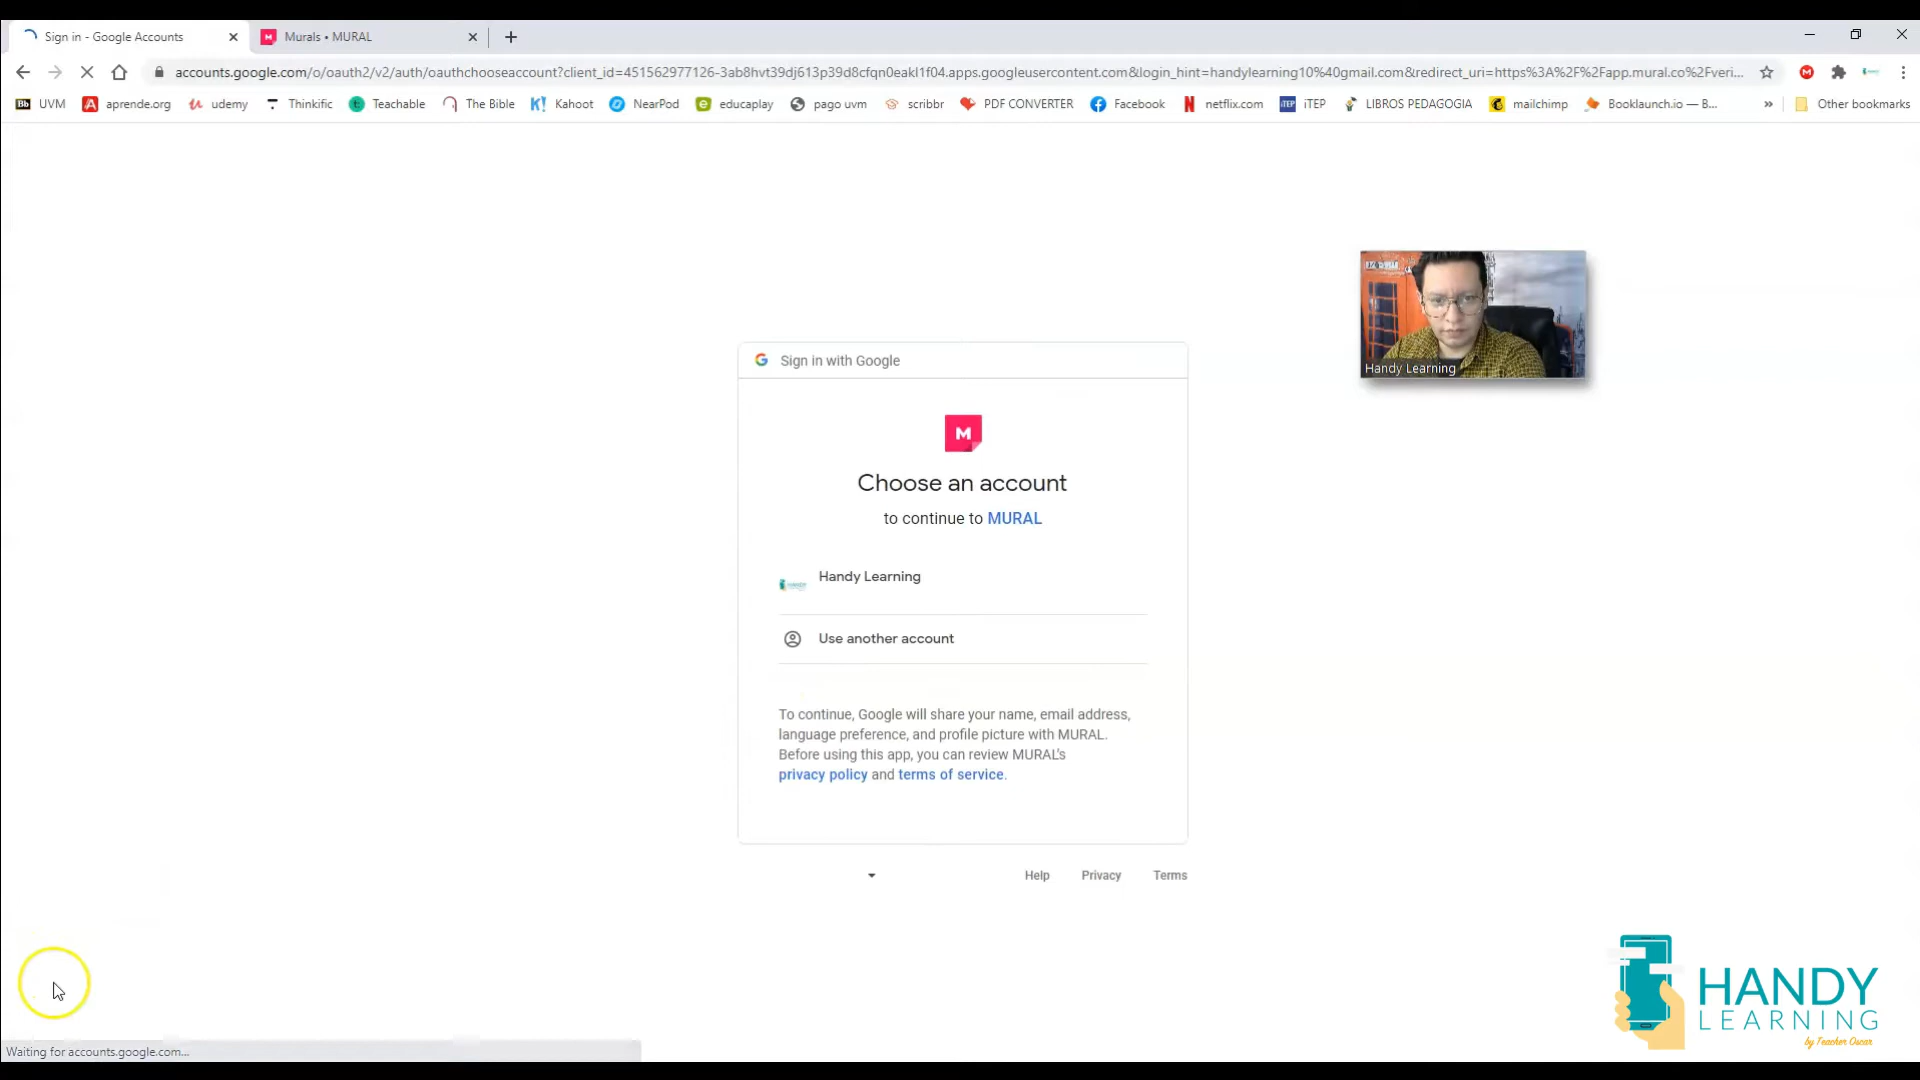 Sign in - Google Accounts
Murals • MURAL
accounts.google.com/o/oauth2/v2/auth/oauthchooseaccount?client_id=451562977126-3ab8hvt39dj613p39d8cfqn0eakl1f04.apps.googleusercontent.com&login_hint=handylearning10%40gmail.com&redirect_uri=https%3A%2F%2Fapp.mural.co%2Fveri...
Bb UVM aprende.org udemy Thinkific Teachable The Bible K! Kahoot NearPod educaplay pago uvm scribbr PDF CONVERTER Facebook netflix.com iTEP LIBROS PEDAGOGIA mailchimp Booklaunch.io — B... » Other bookmarks
Handy Learning
Sign in with Google
M
Choose an account
to continue to MURAL
Handy Learning
Use another account
To continue, Google will share your name, email address,
language preference, and profile picture with MURAL.
Before using this app, you can review MURAL's
privacy policy and terms of service.
Help Privacy Terms
HANDY
LEARNING
by Teacher Oscar
Waiting for accounts.google.com...